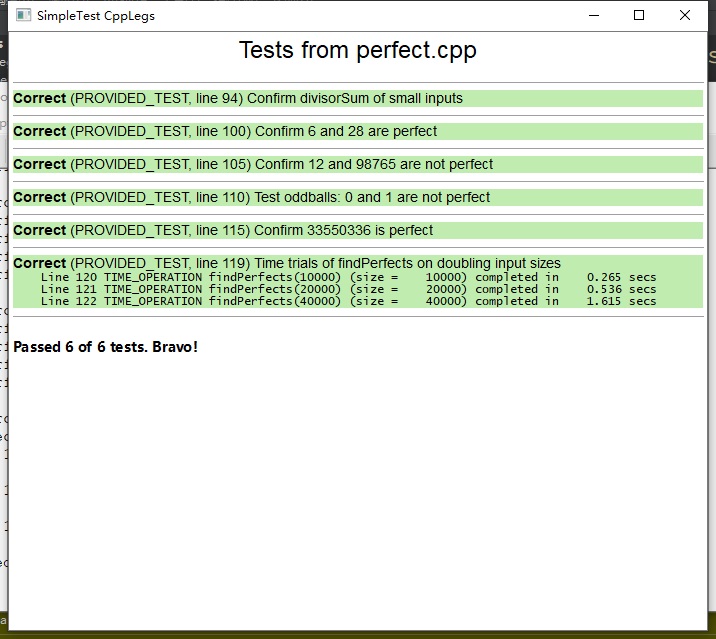 SimpleTest CppLegs
Tests from perfect.cpp
Correct (PROVIDED_TEST, line 94) Confirm divisorSum of small inputs
Correct (PROVIDED_TEST, line 100) Confirm 6 and 28 are perfect
Correct (PROVIDED_TEST, line 105) Confirm 12 and 98765 are not perfect
Correct (PROVIDED_TEST, line 110) Test oddballs: 0 and 1 are not perfect
Correct (PROVIDED_TEST, line 115) Confirm 33550336 is perfect
Correct (PROVIDED_TEST, line 119) Time trials of findPerfects on doubling input sizes
Line 120 TIME_OPERATION findPerfects(10000) (size =    10000) completed in    0.265 secs
Line 121 TIME_OPERATION findPerfects(20000) (size =    20000) completed in    0.536 secs
Line 122 TIME_OPERATION findPerfects(40000) (size =    40000) completed in    1.615 secs
Passed 6 of 6 tests. Bravo!